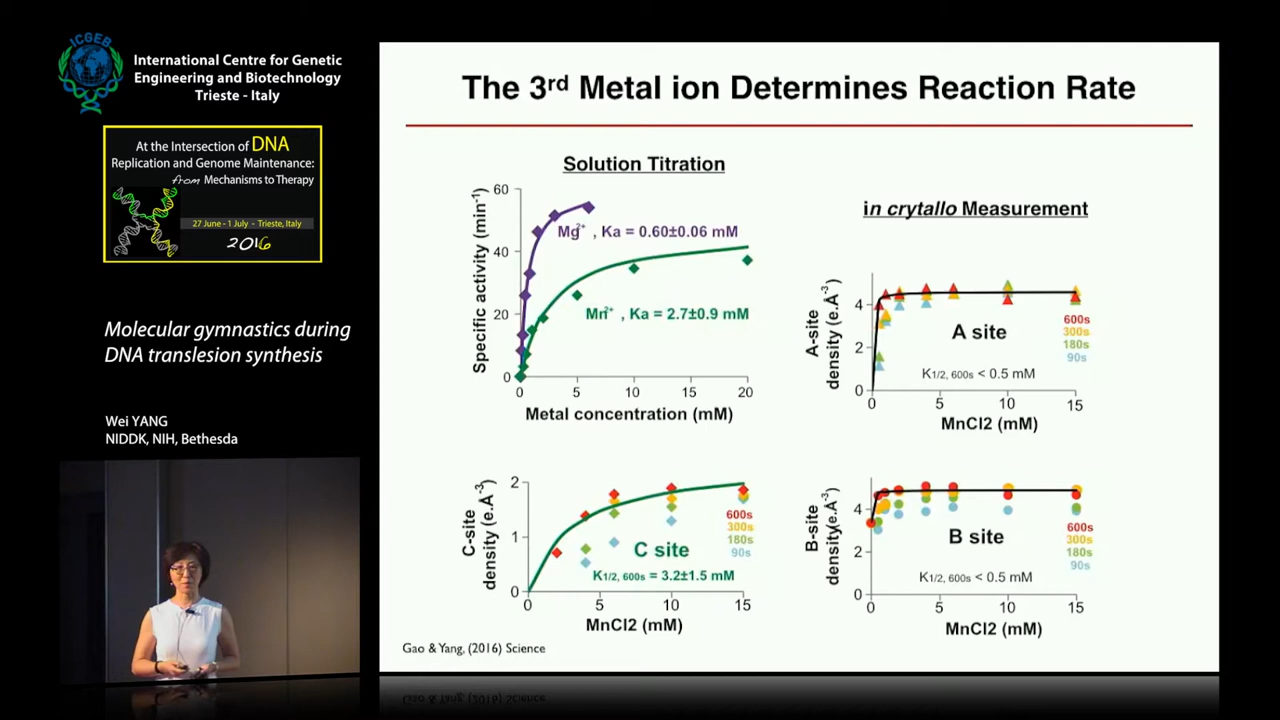 ICGEB
International Centre for Genetic
Engineering and Biotechnology
Trieste - Italy
At the Intersection of DNA
Replication and Genome Maintenance:
from Mechanisms to Therapy
27 June - 1 July - Trieste, Italy
2016
Molecular gymnastics during
DNA translesion synthesis
Wei YANG
NIDDK, NIH, Bethesda
The 3rd Metal ion Determines Reaction Rate
Solution Titration
Specific activity (min-1)
60
40
20
0
Mg2+, Ka = 0.60±0.06 mM
Mn2+, Ka = 2.7±0.9 mM
0 5 10 15 20
Metal concentration (mM)
in crytallo Measurement
A-site
density (e.Å-3)
4
2
0
A site
600s
300s
180s
90s
K1/2, 600s < 0.5 mM
0 5 10 15
MnCl2 (mM)
C-site
density (e.Å-3)
2
1
0
600s
300s
180s
90s
C site
K1/2, 600s = 3.2±1.5 mM
0 5 10 15
MnCl2 (mM)
B-site
density(e.Å-3)
4
2
0
B site
600s
300s
180s
90s
K1/2, 600s < 0.5 mM
0 5 10 15
MnCl2 (mM)
Gao & Yang, (2016) Science